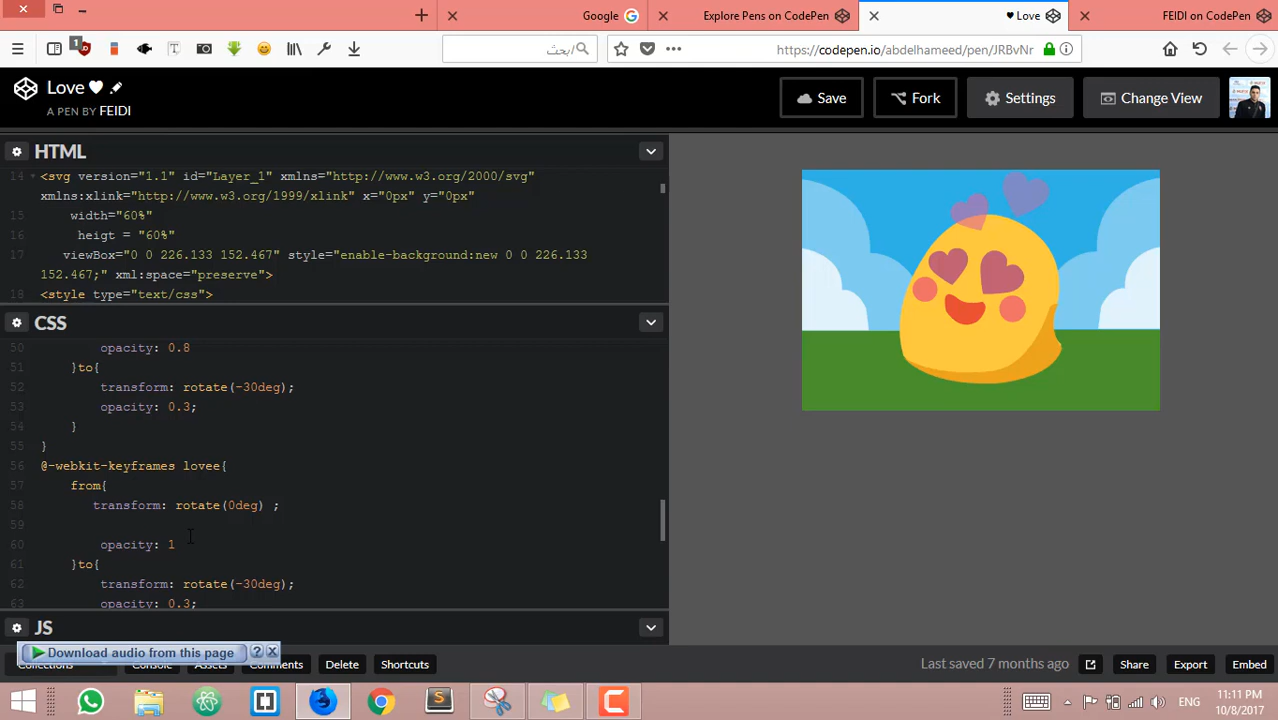 Google
Explore Pens on CodePen
♥ Love
FEIDI on CodePen
1
ابحث
https://codepen.io/abdelhameed/pen/JRBvNr
Love ♥
A PEN BY FEIDI
Save
Fork
Settings
Change View
HTML
14 <svg version="1.1" id="Layer_1" xmlns="http://www.w3.org/2000/svg"
xmlns:xlink="http://www.w3.org/1999/xlink" x="0px" y="0px"
15 width="60%"
16 heigt = "60%"
17 viewBox="0 0 226.133 152.467" style="enable-background:new 0 0 226.133
152.467;" xml:space="preserve">
18 <style type="text/css">
CSS
50 opacity: 0.8
51 }to{
52 transform: rotate(-30deg);
53 opacity: 0.3;
54 }
55 }
56 @-webkit-keyframes lovee{
57 from{
58 transform: rotate(0deg) ;
59
60 opacity: 1
61 }to{
62 transform: rotate(-30deg);
63 opacity: 0.3;
JS
Download audio from this page ?
Collections
Console
Assets
Comments
Delete
Shortcuts
Last saved 7 months ago
Share
Export
Embed
ENG
11:11 PM
10/8/2017